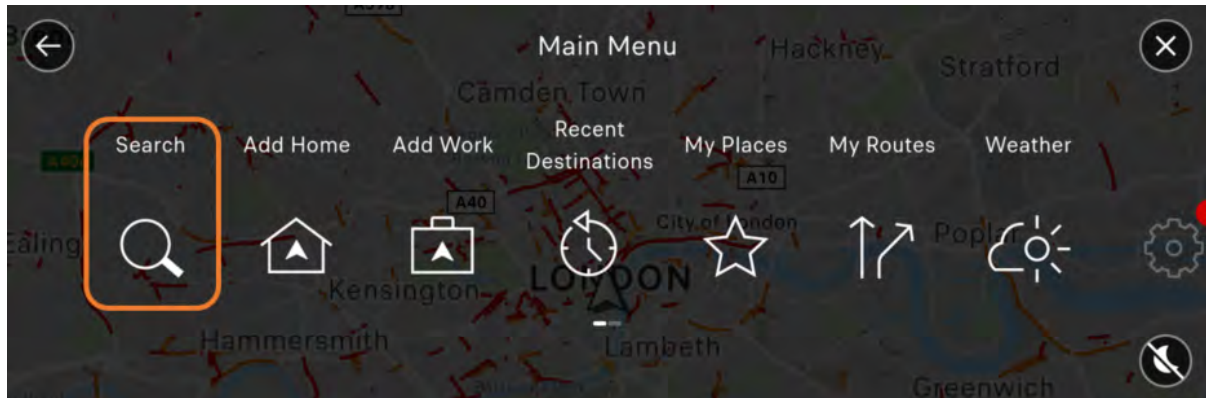 Main Menu
Hackney
Stratford
Camden Town
Search
Add Home
Add Work
Recent
Destinations
My Places
My Routes
Weather
A10
A40
City of London
Ealing
Poplar
LONDON
Kensington
Hammersmith
Lambeth
Greenwich